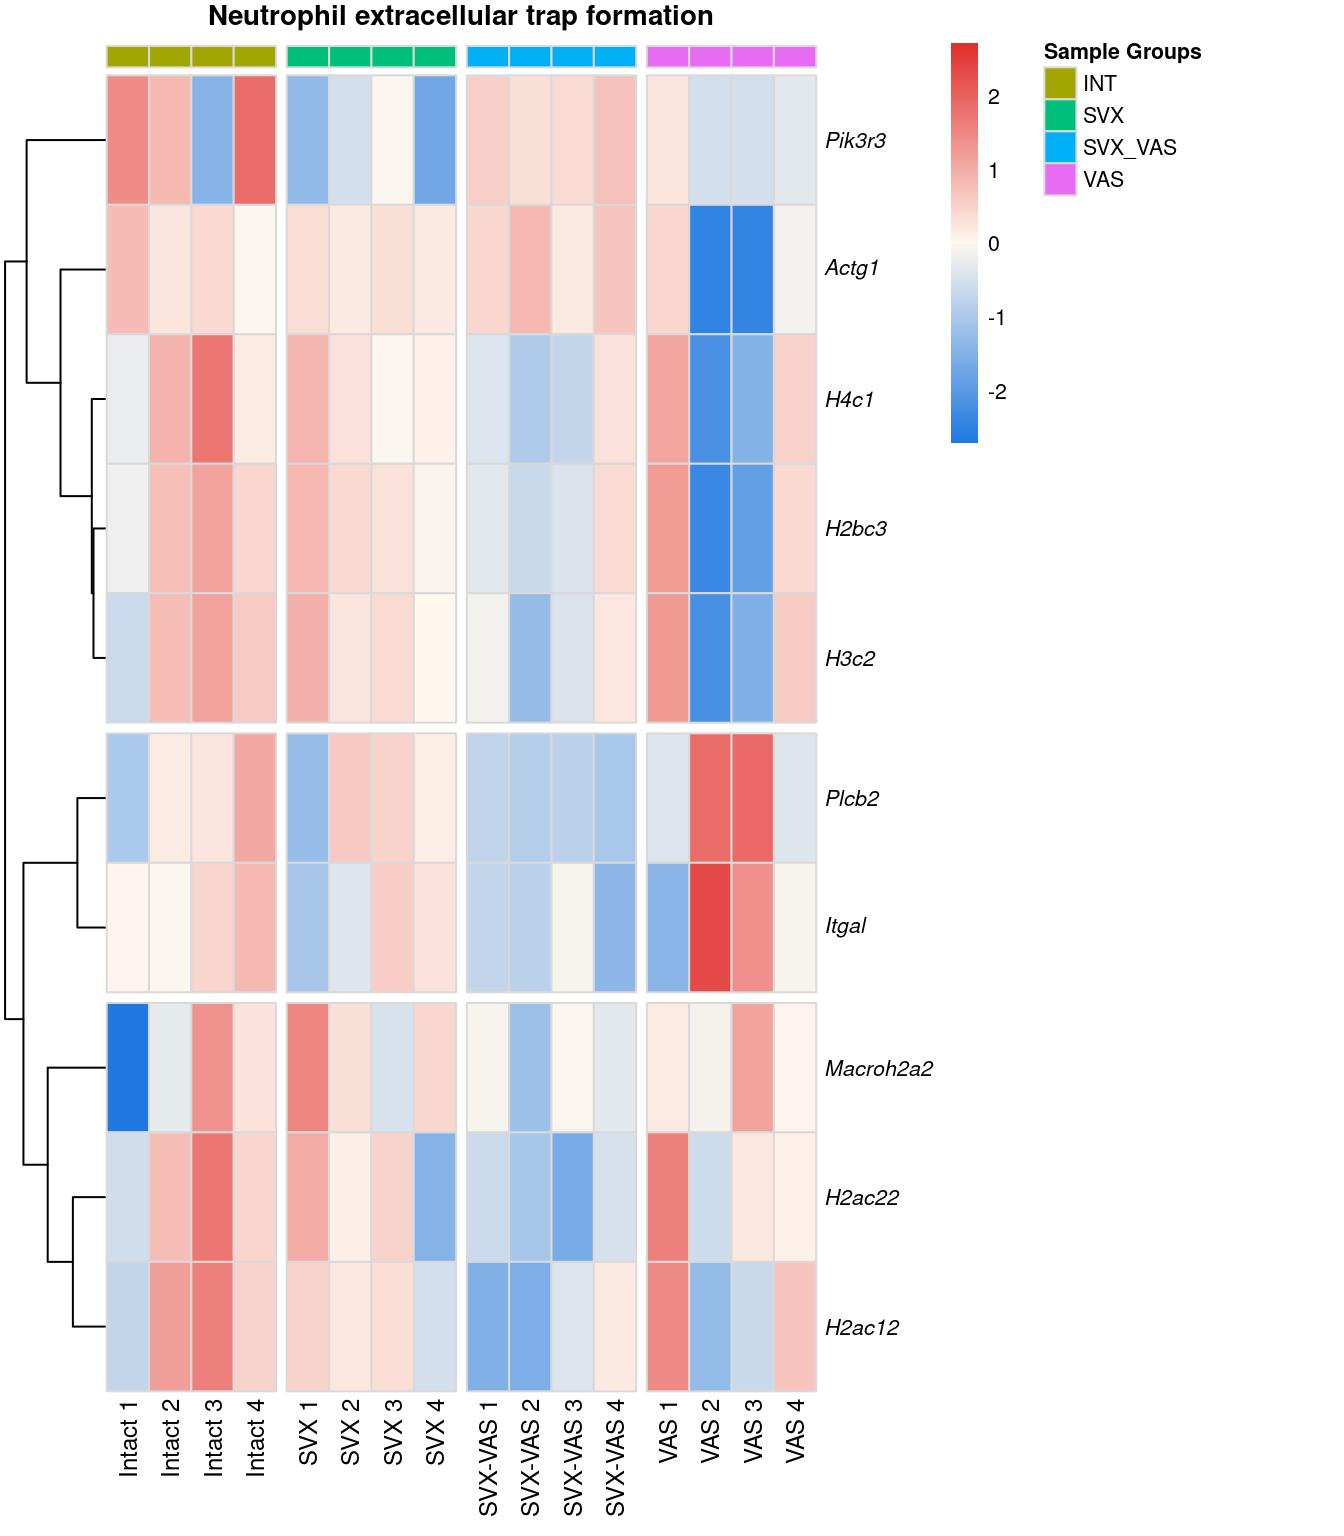 Neutrophil extracellular trap formation
Sample Groups
INT
SVX
SVX_VAS
VAS
2
1
0
-1
-2
Pik3r3
Actg1
H4c1
H2bc3
H3c2
Plcb2
Itgal
Macroh2a2
H2ac22
H2ac12
Intact 1
Intact 2
Intact 3
Intact 4
SVX 1
SVX 2
SVX 3
SVX 4
SVX-VAS 1
SVX-VAS 2
SVX-VAS 3
SVX-VAS 4
VAS 1
VAS 2
VAS 3
VAS 4